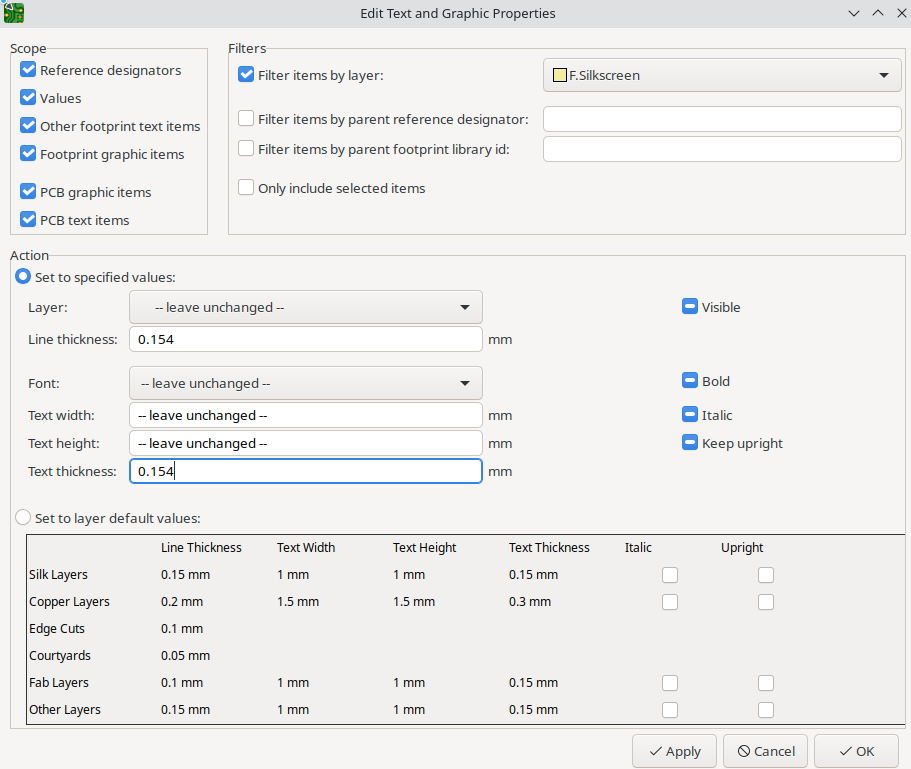 Edit Text and Graphic Properties
Scope
Reference designators
Values
Other footprint text items
Footprint graphic items
PCB graphic items
PCB text items
Filters
Filter items by layer: F.Silkscreen
Filter items by parent reference designator:
Filter items by parent footprint library id:
Only include selected items
Action
Set to specified values:
Layer: -- leave unchanged -- Visible
Line thickness: 0.154 mm
Font: -- leave unchanged -- Bold
Text width: -- leave unchanged -- mm Italic
Text height: -- leave unchanged -- mm Keep upright
Text thickness: 0.154 mm
Set to layer default values:
Line Thickness Text Width Text Height Text Thickness Italic Upright
Silk Layers 0.15 mm 1 mm 1 mm 0.15 mm
Copper Layers 0.2 mm 1.5 mm 1.5 mm 0.3 mm
Edge Cuts 0.1 mm
Courtyards 0.05 mm
Fab Layers 0.1 mm 1 mm 1 mm 0.15 mm
Other Layers 0.15 mm 1 mm 1 mm 0.15 mm
Apply Cancel OK